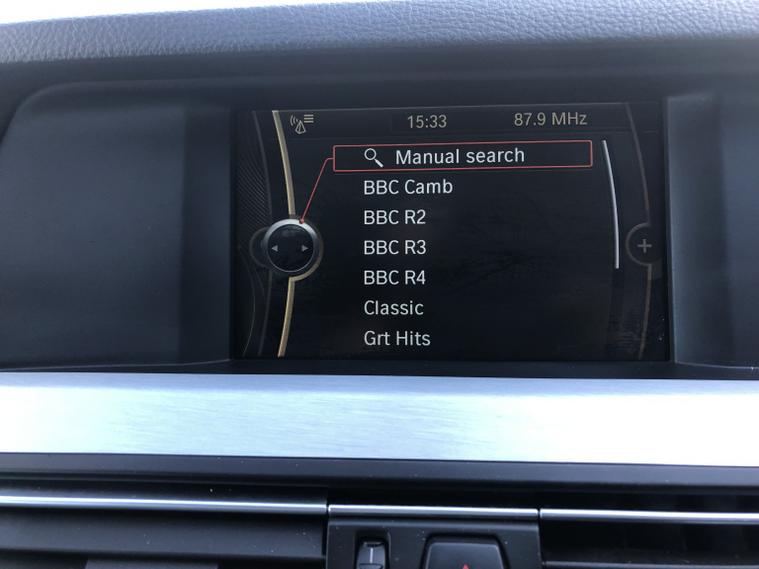 15:33 87.9 MHz
Manual search
BBC Camb
BBC R2
BBC R3
BBC R4
Classic
Grt Hits